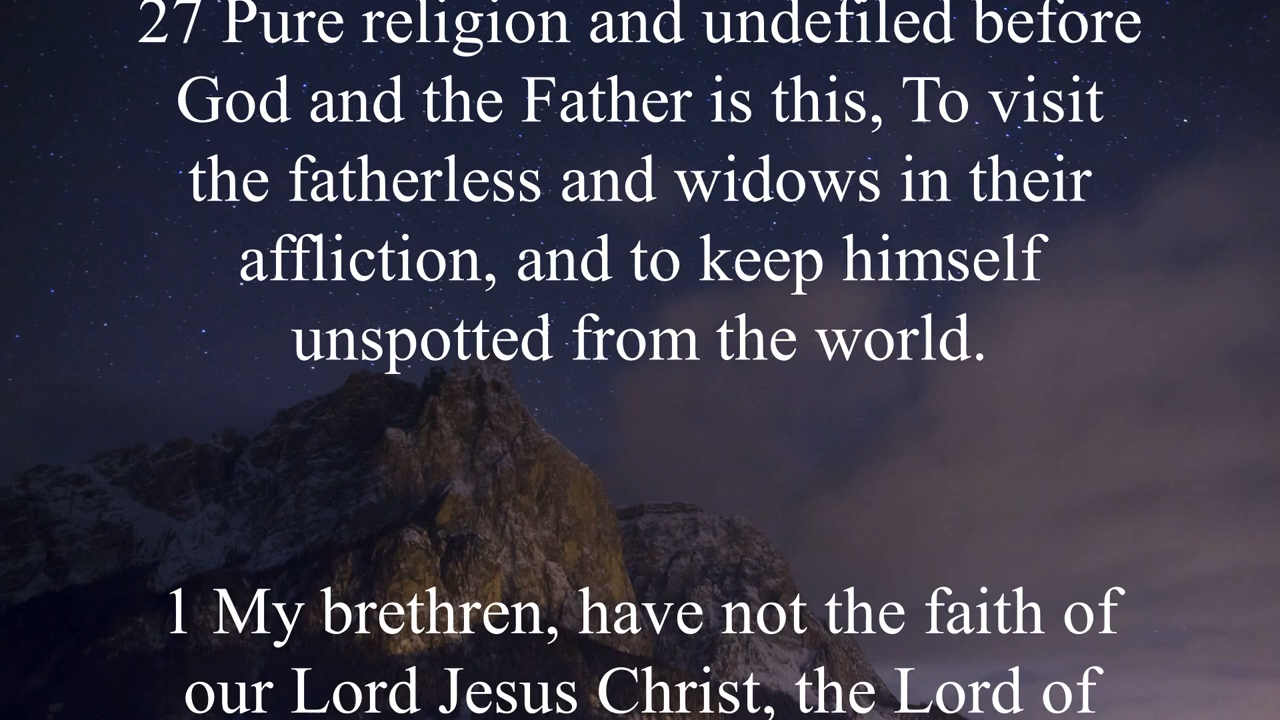 27 Pure religion and undefiled before
God and the Father is this, To visit
the fatherless and widows in their
affliction, and to keep himself
unspotted from the world.
1 My brethren, have not the faith of
our Lord Jesus Christ, the Lord of